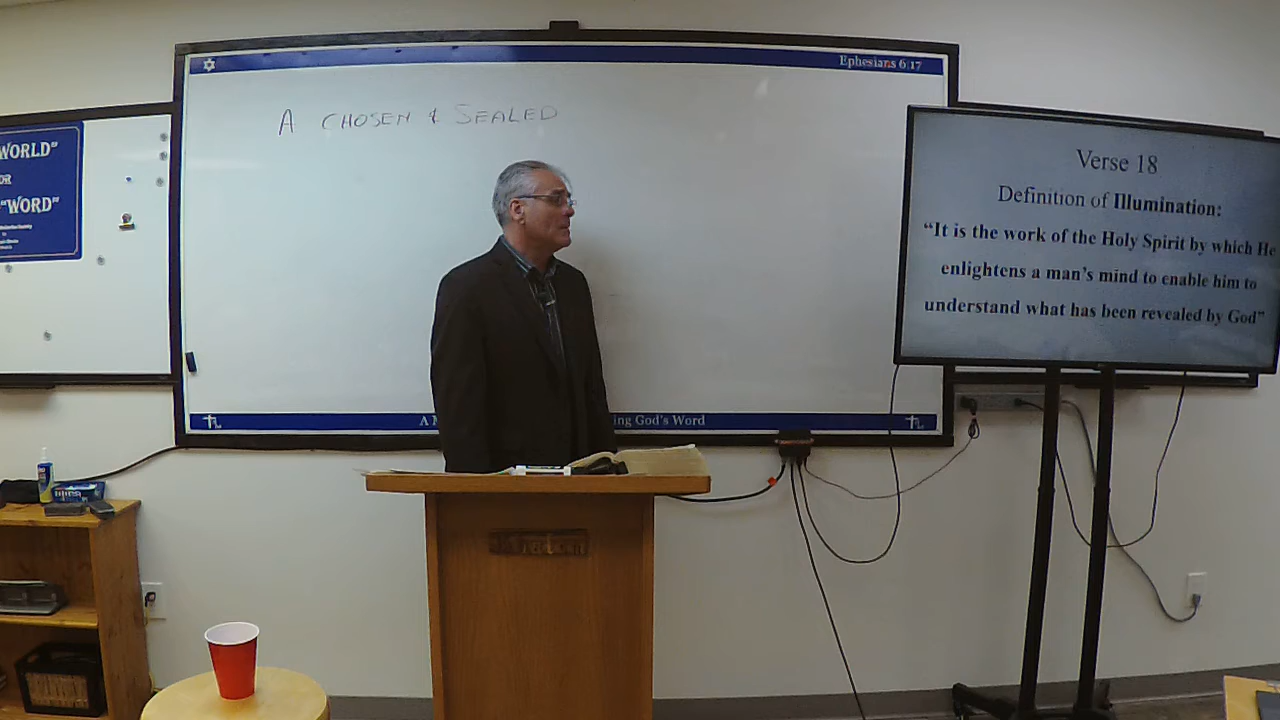 Ephesians 6:17
A CHOSEN & SEALED
WORLD"
OR
"WORD"
Verse 18
Definition of Illumination:
“It is the work of the Holy Spirit by which He
enlightens a man’s mind to enable him to
understand what has been revealed by God”
A
ing God's Word